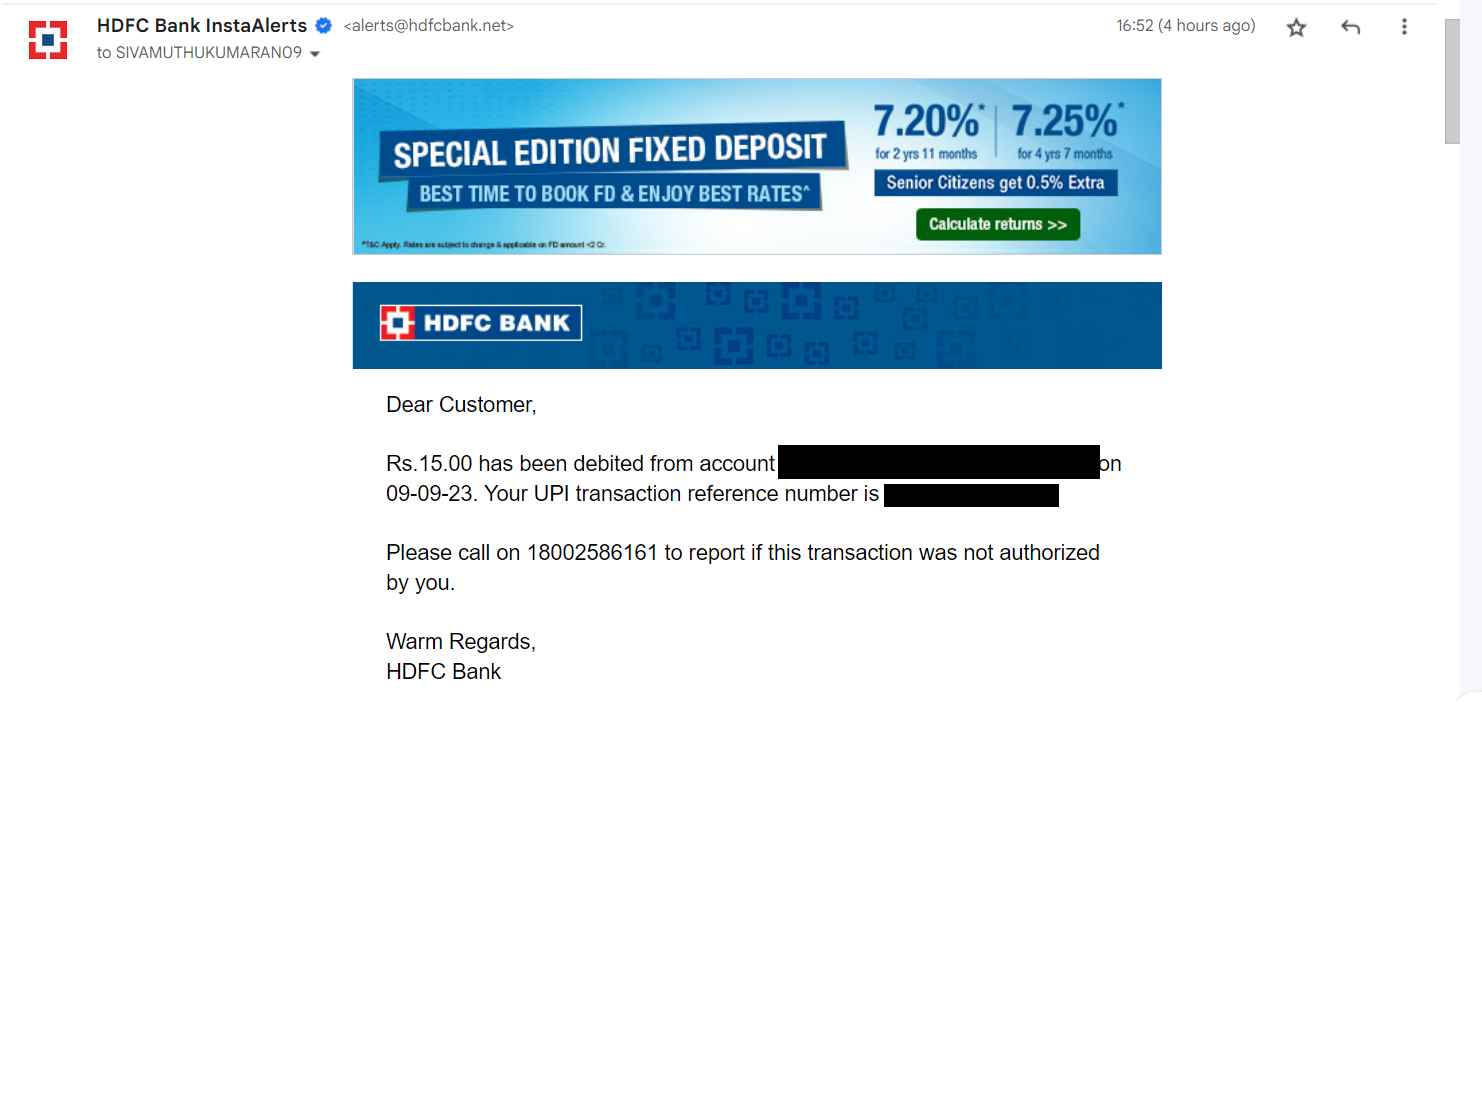 HDFC Bank InstaAlerts <alerts@hdfcbank.net> 16:52 (4 hours ago)
to SIVAMUTHUKUMARAN09
SPECIAL EDITION FIXED DEPOSIT
BEST TIME TO BOOK FD & ENJOY BEST RATES^
*T&C Apply. Rates are subject to change & applicable on FD amount <2 Cr.
7.20%* 7.25%*
for 2 yrs 11 months for 4 yrs 7 months
Senior Citizens get 0.5% Extra
Calculate returns >>
HDFC BANK
Dear Customer,
Rs.15.00 has been debited from account on
09-09-23. Your UPI transaction reference number is
Please call on 18002586161 to report if this transaction was not authorized
by you.
Warm Regards,
HDFC Bank